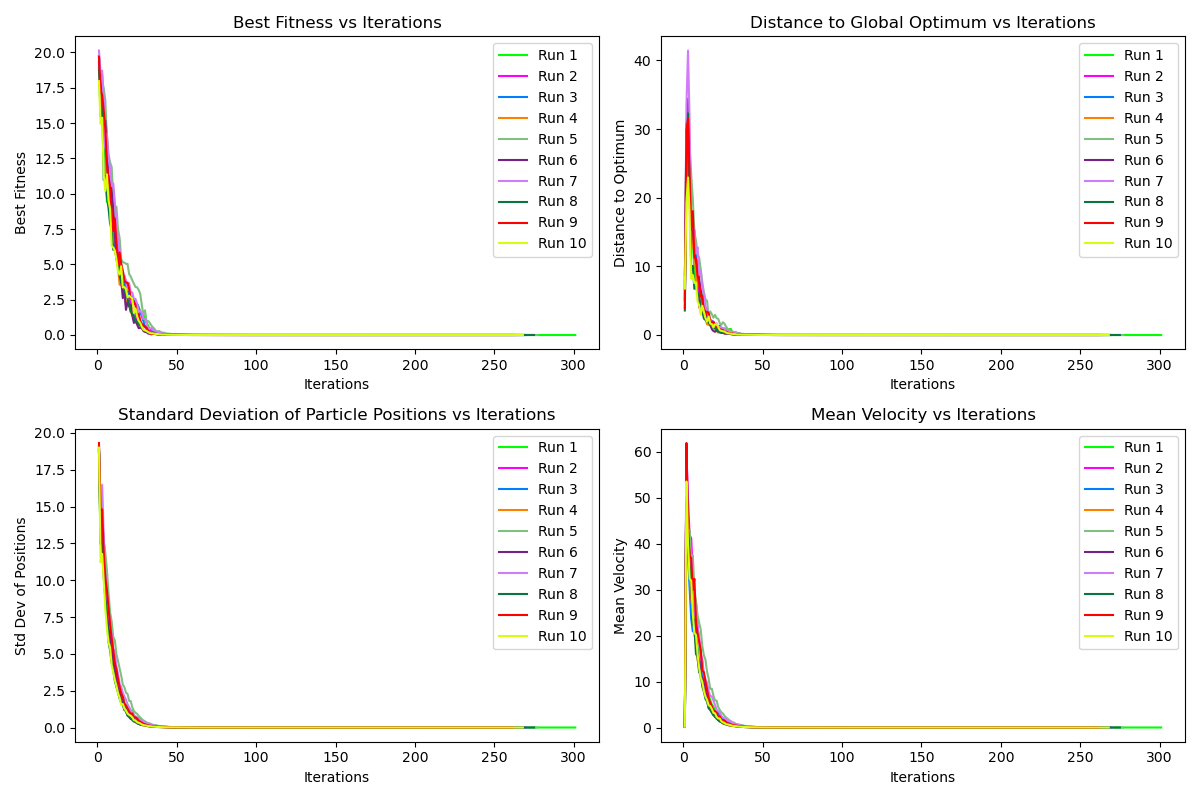 Best Fitness vs Iterations
Best Fitness
20.0
17.5
15.0
12.5
10.0
7.5
5.0
2.5
0.0
0 50 100 150 200 250 300
Iterations
Run 1
Run 2
Run 3
Run 4
Run 5
Run 6
Run 7
Run 8
Run 9
Run 10
Distance to Global Optimum vs Iterations
Distance to Optimum
40
30
20
10
0
0 50 100 150 200 250 300
Iterations
Run 1
Run 2
Run 3
Run 4
Run 5
Run 6
Run 7
Run 8
Run 9
Run 10
Standard Deviation of Particle Positions vs Iterations
Std Dev of Positions
20.0
17.5
15.0
12.5
10.0
7.5
5.0
2.5
0.0
0 50 100 150 200 250 300
Iterations
Run 1
Run 2
Run 3
Run 4
Run 5
Run 6
Run 7
Run 8
Run 9
Run 10
Mean Velocity vs Iterations
Mean Velocity
60
50
40
30
20
10
0
0 50 100 150 200 250 300
Iterations
Run 1
Run 2
Run 3
Run 4
Run 5
Run 6
Run 7
Run 8
Run 9
Run 10